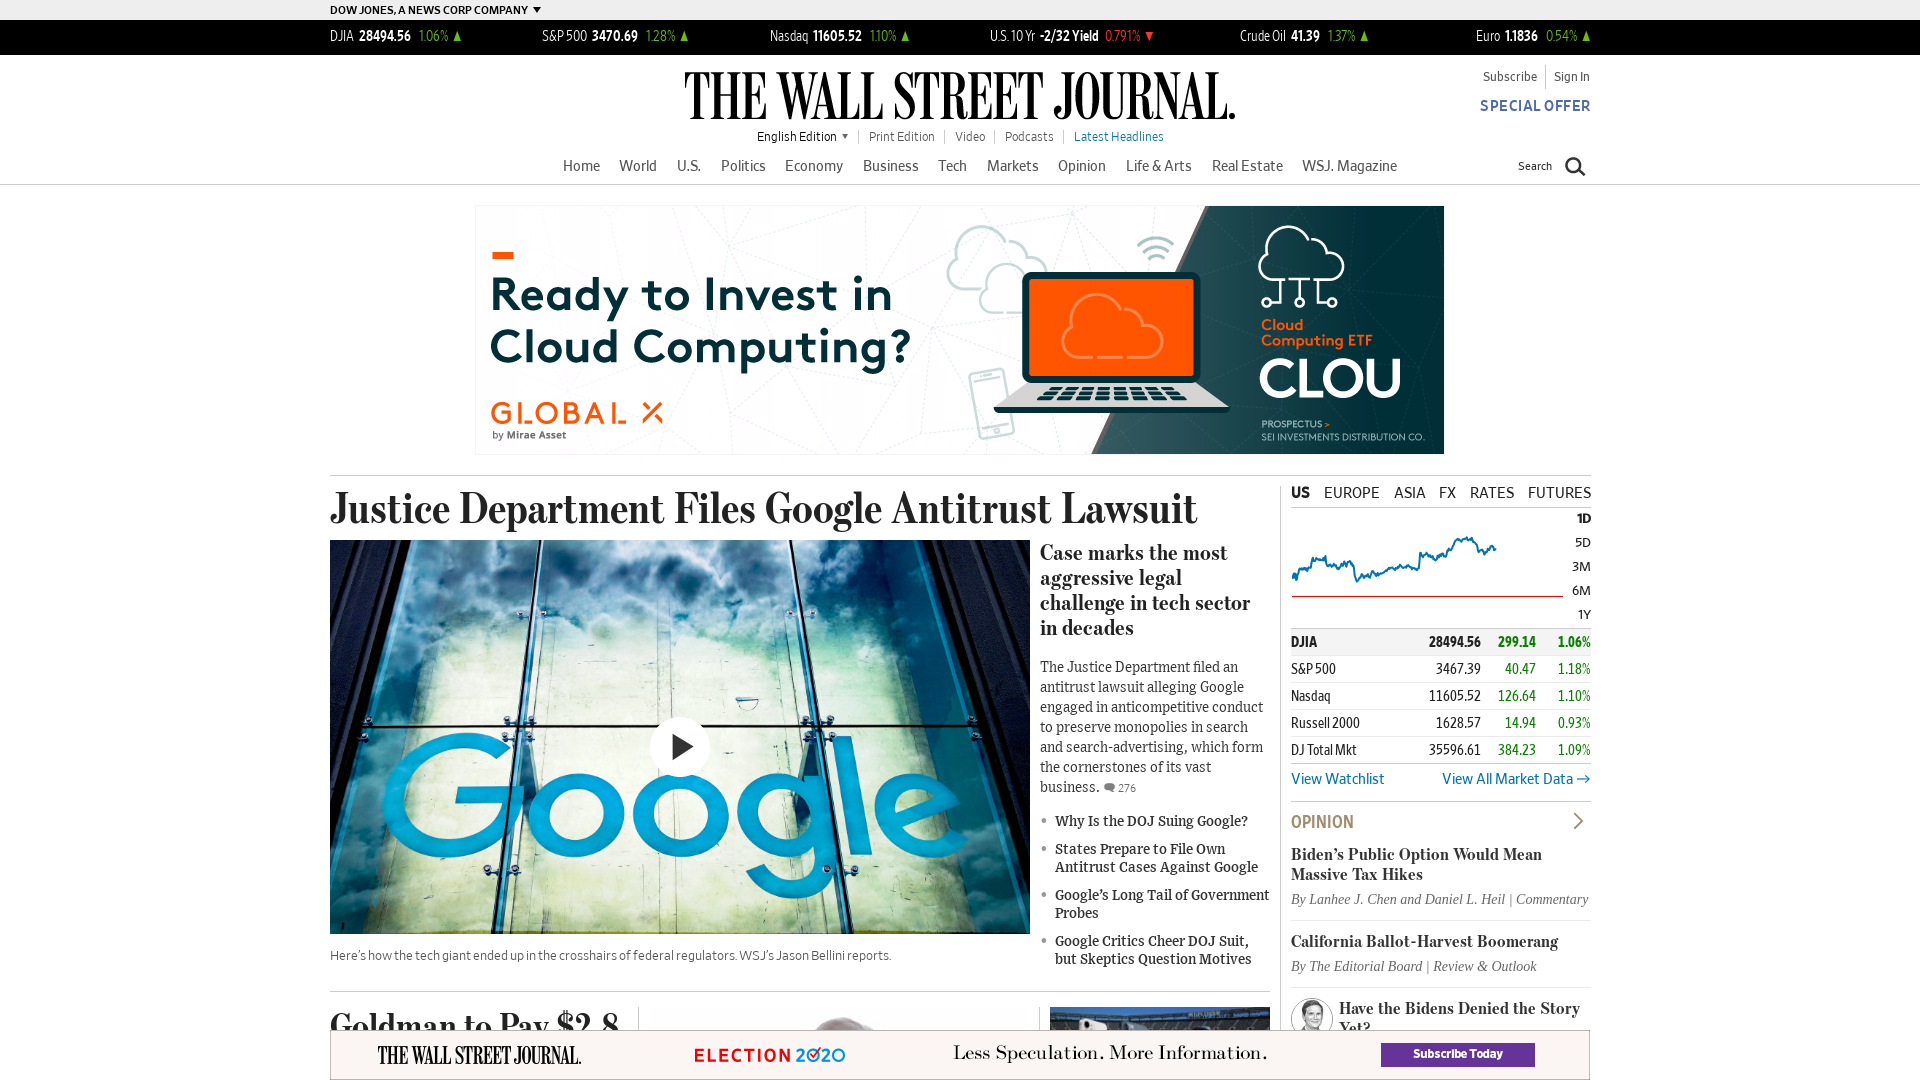 DOW JONES, A NEWS CORP COMPANY
DJIA 28494.56 1.06% S&P 500 3470.69 1.28% Nasdaq 11605.52 1.10% U.S. 10 Yr -2/32 Yield 0.791% Crude Oil 41.39 1.37% Euro 1.1836 0.54%
Subscribe Sign In
THE WALL STREET JOURNAL.
SPECIAL OFFER
English Edition Print Edition Video Podcasts Latest Headlines
Home World U.S. Politics Economy Business Tech Markets Opinion Life & Arts Real Estate WSJ. Magazine Search
Ready to Invest in
Cloud Computing?
GLOBAL X
by Mirae Asset
Cloud
Computing ETF
CLOU
PROSPECTUS >
SEI INVESTMENTS DISTRIBUTION CO.
Justice Department Files Google Antitrust Lawsuit
Google
Here's how the tech giant ended up in the crosshairs of federal regulators. WSJ's Jason Bellini reports.
Case marks the most
aggressive legal
challenge in tech sector
in decades
The Justice Department filed an
antitrust lawsuit alleging Google
engaged in anticompetitive conduct
to preserve monopolies in search
and search-advertising, which form
the cornerstones of its vast
business. 276
• Why Is the DOJ Suing Google?
• States Prepare to File Own
Antitrust Cases Against Google
• Google's Long Tail of Government
Probes
• Google Critics Cheer DOJ Suit,
but Skeptics Question Motives
US EUROPE ASIA FX RATES FUTURES
1D
5D
3M
6M
1Y
DJIA 28494.56 299.14 1.06%
S&P 500 3467.39 40.47 1.18%
Nasdaq 11605.52 126.64 1.10%
Russell 2000 1628.57 14.94 0.93%
DJ Total Mkt 35596.61 384.23 1.09%
View Watchlist View All Market Data
OPINION
Biden's Public Option Would Mean
Massive Tax Hikes
By Lanhee J. Chen and Daniel L. Heil | Commentary
California Ballot-Harvest Boomerang
By The Editorial Board | Review & Outlook
Have the Bidens Denied the Story
Yet?
Goldman to Pay $2.8
THE WALL STREET JOURNAL. ELECTION 2020 Less Speculation. More Information. Subscribe Today